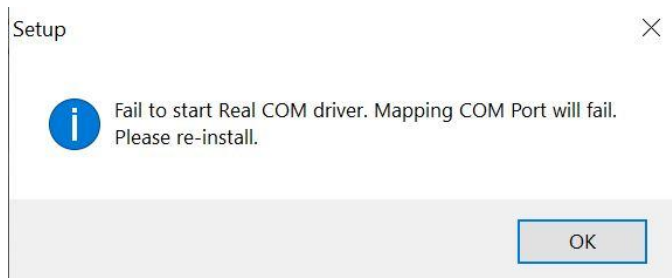 Setup
Fail to start Real COM driver. Mapping COM Port will fail.
Please re-install.
OK